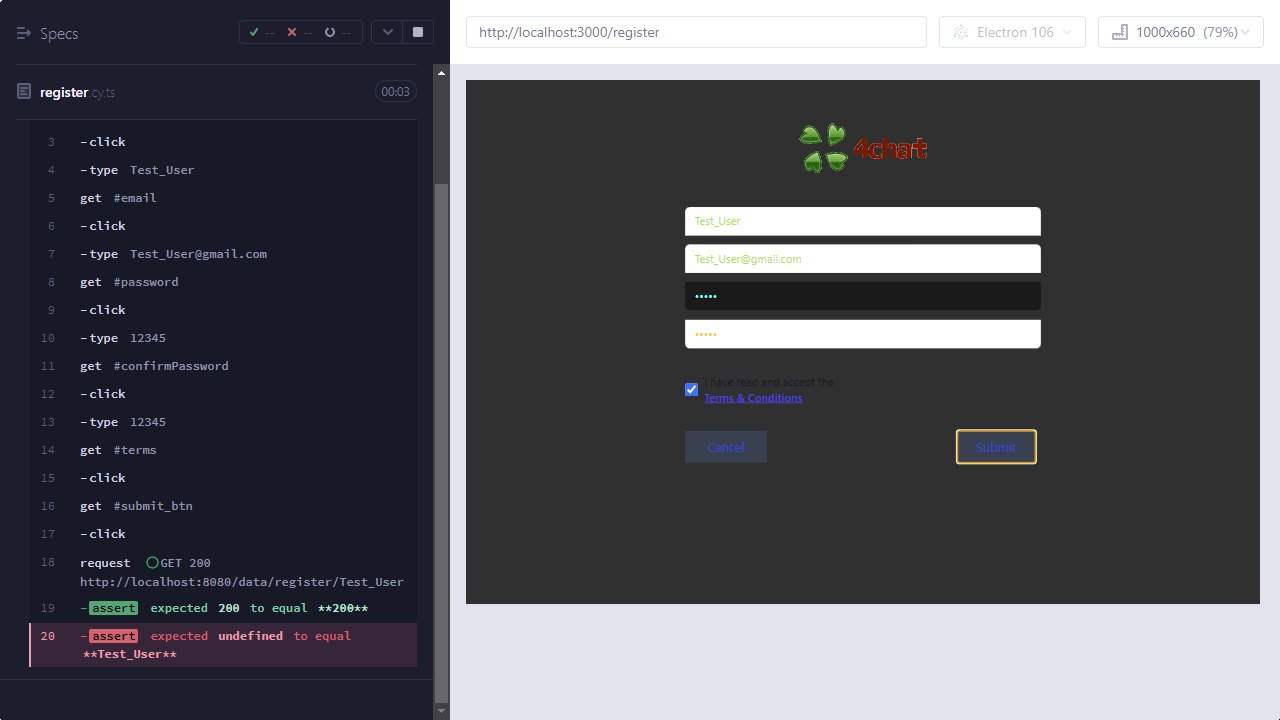 Specs
-- -- --
register.cy.ts
00:03
3 -click
4 -type Test_User
5 get #email
6 -click
7 -type Test_User@gmail.com
8 get #password
9 -click
10 -type 12345
11 get #confirmPassword
12 -click
13 -type 12345
14 get #terms
15 -click
16 get #submit_btn
17 -click
18 request GET 200
http://localhost:8080/data/register/Test_User
19 -assert expected 200 to equal **200**
20 -assert expected undefined to equal
**Test_User**
http://localhost:3000/register
Electron 106
1000x660 (79%)
4chat
Test_User
Test_User@gmail.com
•••••
•••••
I have read and accept the
Terms & Conditions
Cancel
Submit